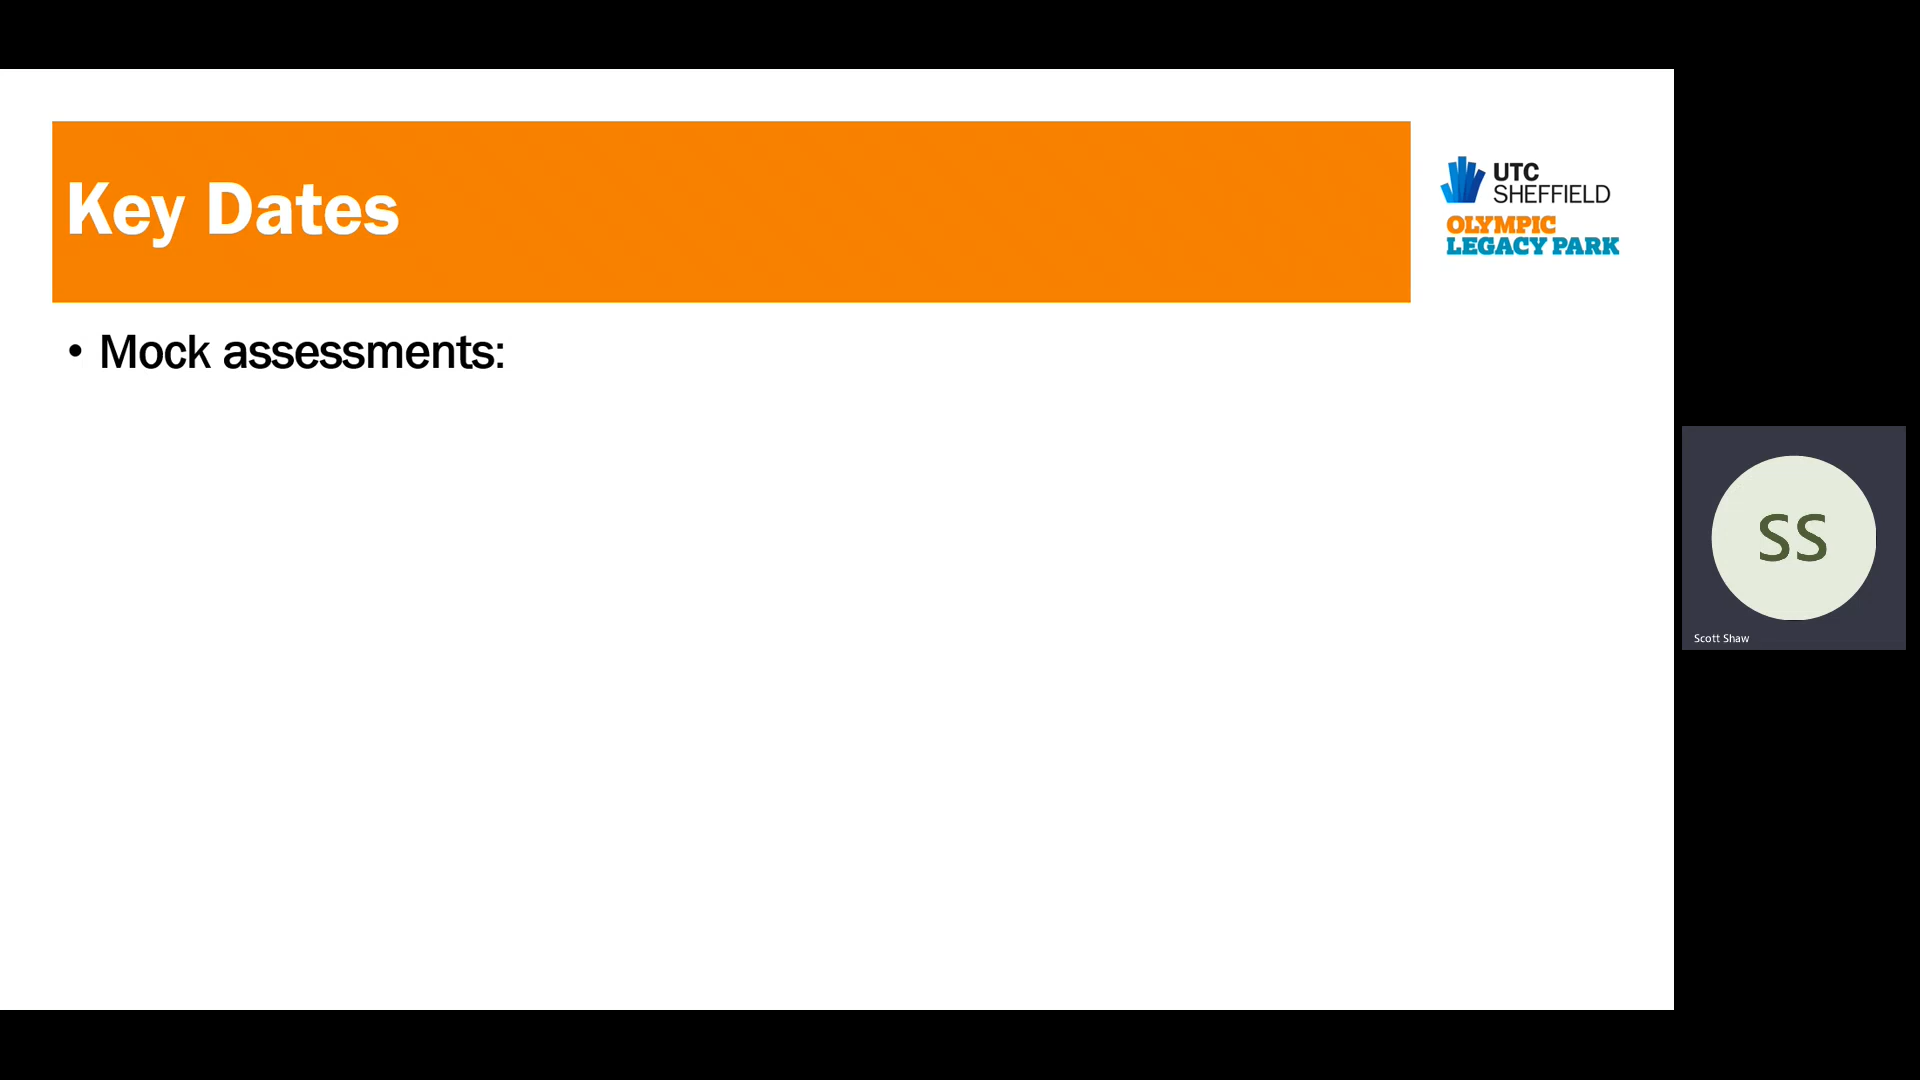 Key Dates
UTC
SHEFFIELD
OLYMPIC
LEGACY PARK
• Mock assessments:
SS
Scott Shaw